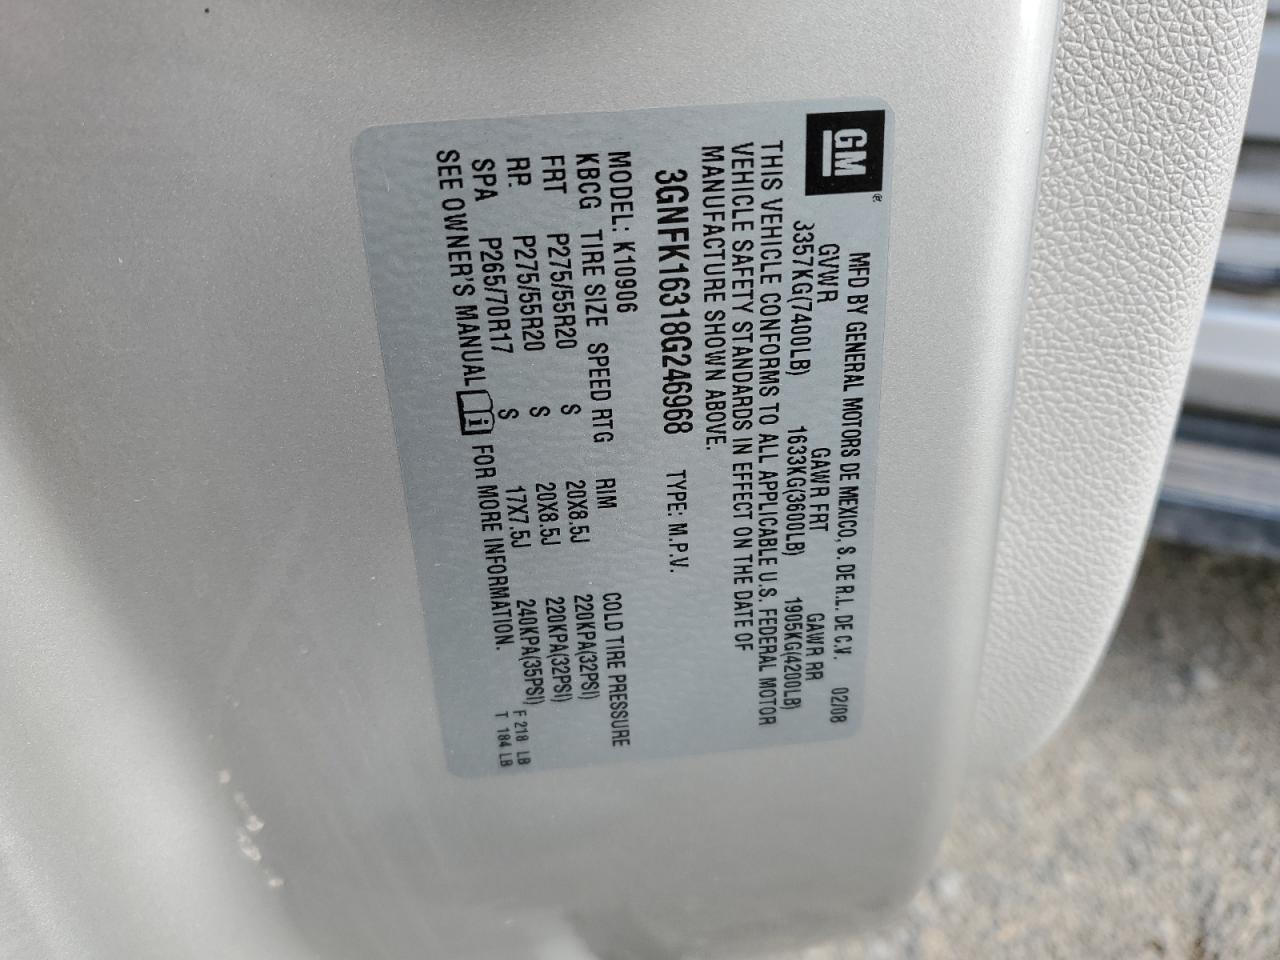 GM®
MFD BY GENERAL MOTORS DE MEXICO, S. DE R.L. DE C.V. 02/08
GVWR GAWR FRT GAWR RR
3357KG(7400LB) 1633KG(3600LB) 1905KG(4200LB)
THIS VEHICLE CONFORMS TO ALL APPLICABLE U.S. FEDERAL MOTOR
VEHICLE SAFETY STANDARDS IN EFFECT ON THE DATE OF
MANUFACTURE SHOWN ABOVE.
3GNFK16318G246968 TYPE: M.P.V.
MODEL: K10906
KBCG TIRE SIZE SPEED RTG RIM COLD TIRE PRESSURE
FRT P275/55R20 S 20X8.5J 220KPA(32PSI)
RR P275/55R20 S 20X8.5J 220KPA(32PSI)
SPA P265/70R17 S 17X7.5J 240KPA(35PSI) F 218 LB
SEE OWNER'S MANUAL i FOR MORE INFORMATION. T 184 LB